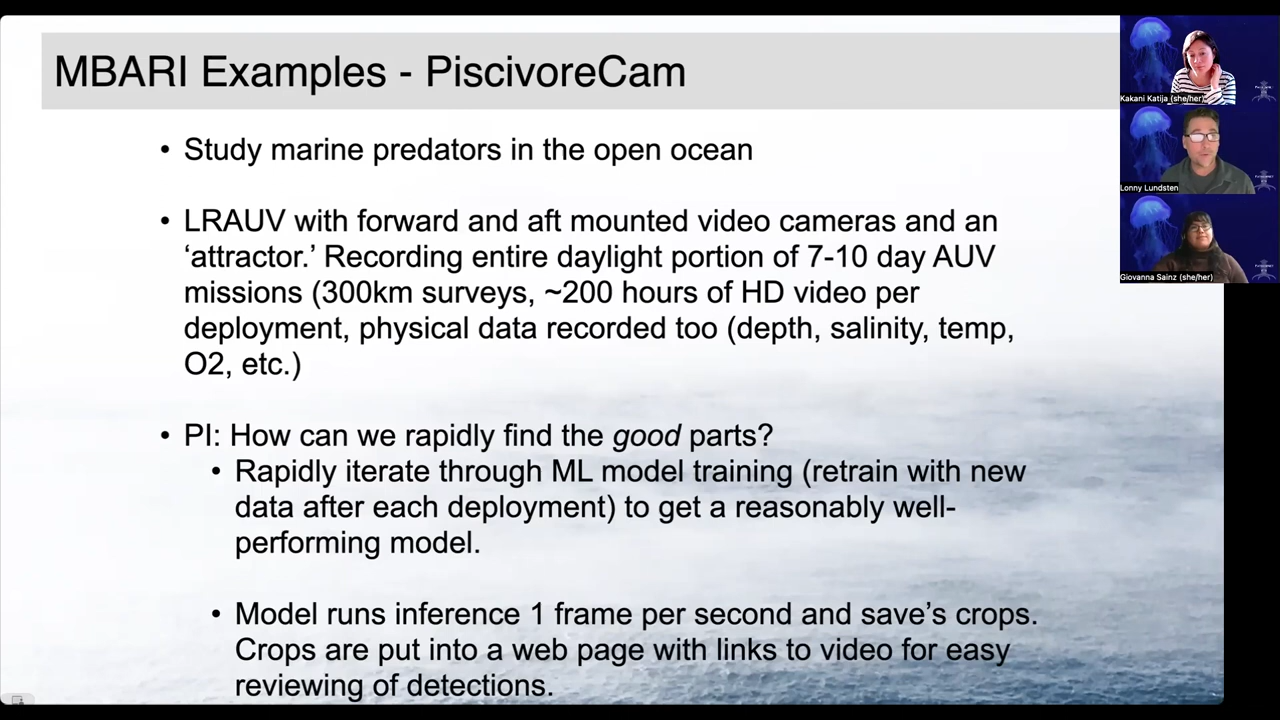 MBARI Examples - PiscivoreCam
• Study marine predators in the open ocean
• LRAUV with forward and aft mounted video cameras and an
‘attractor.’ Recording entire daylight portion of 7-10 day AUV
missions (300km surveys, ~200 hours of HD video per
deployment, physical data recorded too (depth, salinity, temp,
O2, etc.)
• PI: How can we rapidly find the good parts?
• Rapidly iterate through ML model training (retrain with new
data after each deployment) to get a reasonably well-
performing model.
• Model runs inference 1 frame per second and save’s crops.
Crops are put into a web page with links to video for easy
reviewing of detections.
Kakani Katija (she/her)
Lonny Lundsten
Giovanna Sainz (she/her)